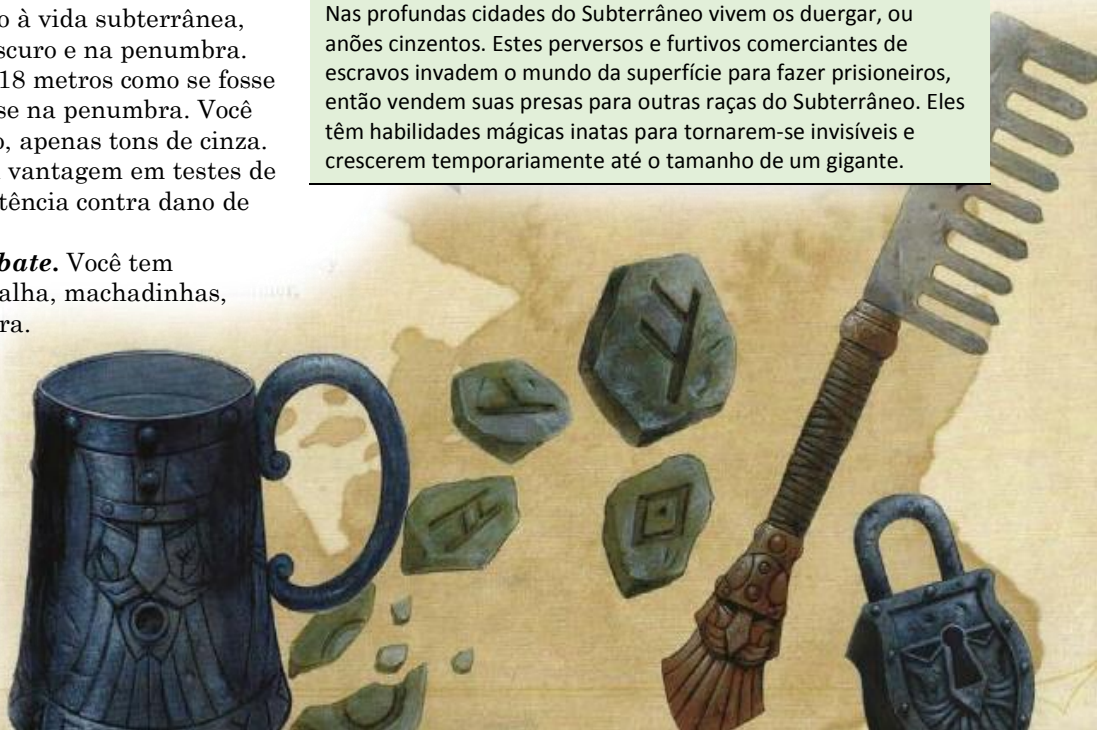 o à vida subterrânea,
scuro e na penumbra.
18 metros como se fosse
se na penumbra. Você
o, apenas tons de cinza.
vantagem em testes de
tência contra dano de
bate. Você tem
alha, machadinhas,
ra.
Nas profundas cidades do Subterrâneo vivem os duergar, ou
anões cinzentos. Estes perversos e furtivos comerciantes de
escravos invadem o mundo da superfície para fazer prisioneiros,
então vendem suas presas para outras raças do Subterrâneo. Eles
têm habilidades mágicas inatas para tornarem-se invisíveis e
crescerem temporariamente até o tamanho de um gigante.